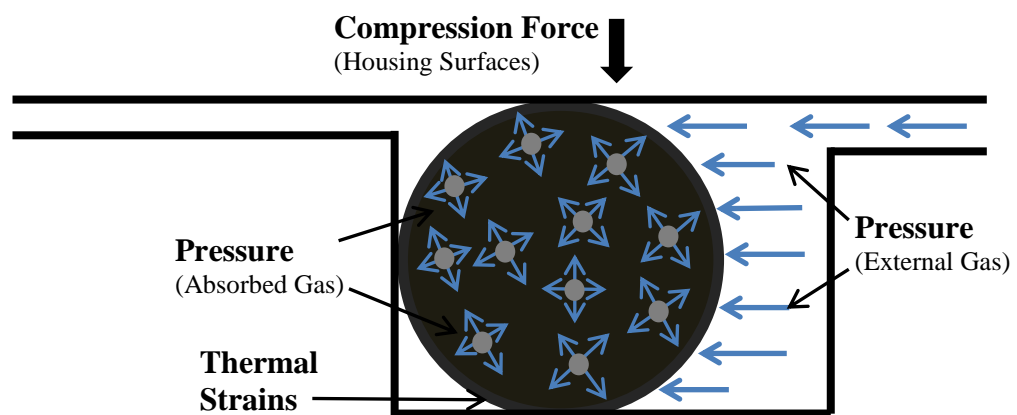 Compression Force
(Housing Surfaces)
Pressure
(Absorbed Gas)
Pressure
(External Gas)
Thermal
Strains